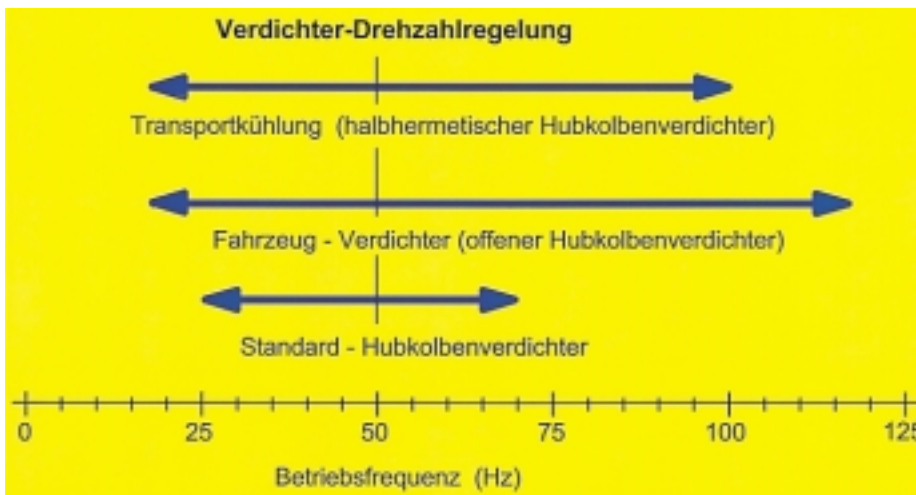 Verdichter-Drehzahlregelung
Transportkühlung (halbhermetischer Hubkolbenverdichter)
Fahrzeug - Verdichter (offener Hubkolbenverdichter)
Standard - Hubkolbenverdichter
0 25 50 75 100 125
Betriebsfrequenz (Hz)